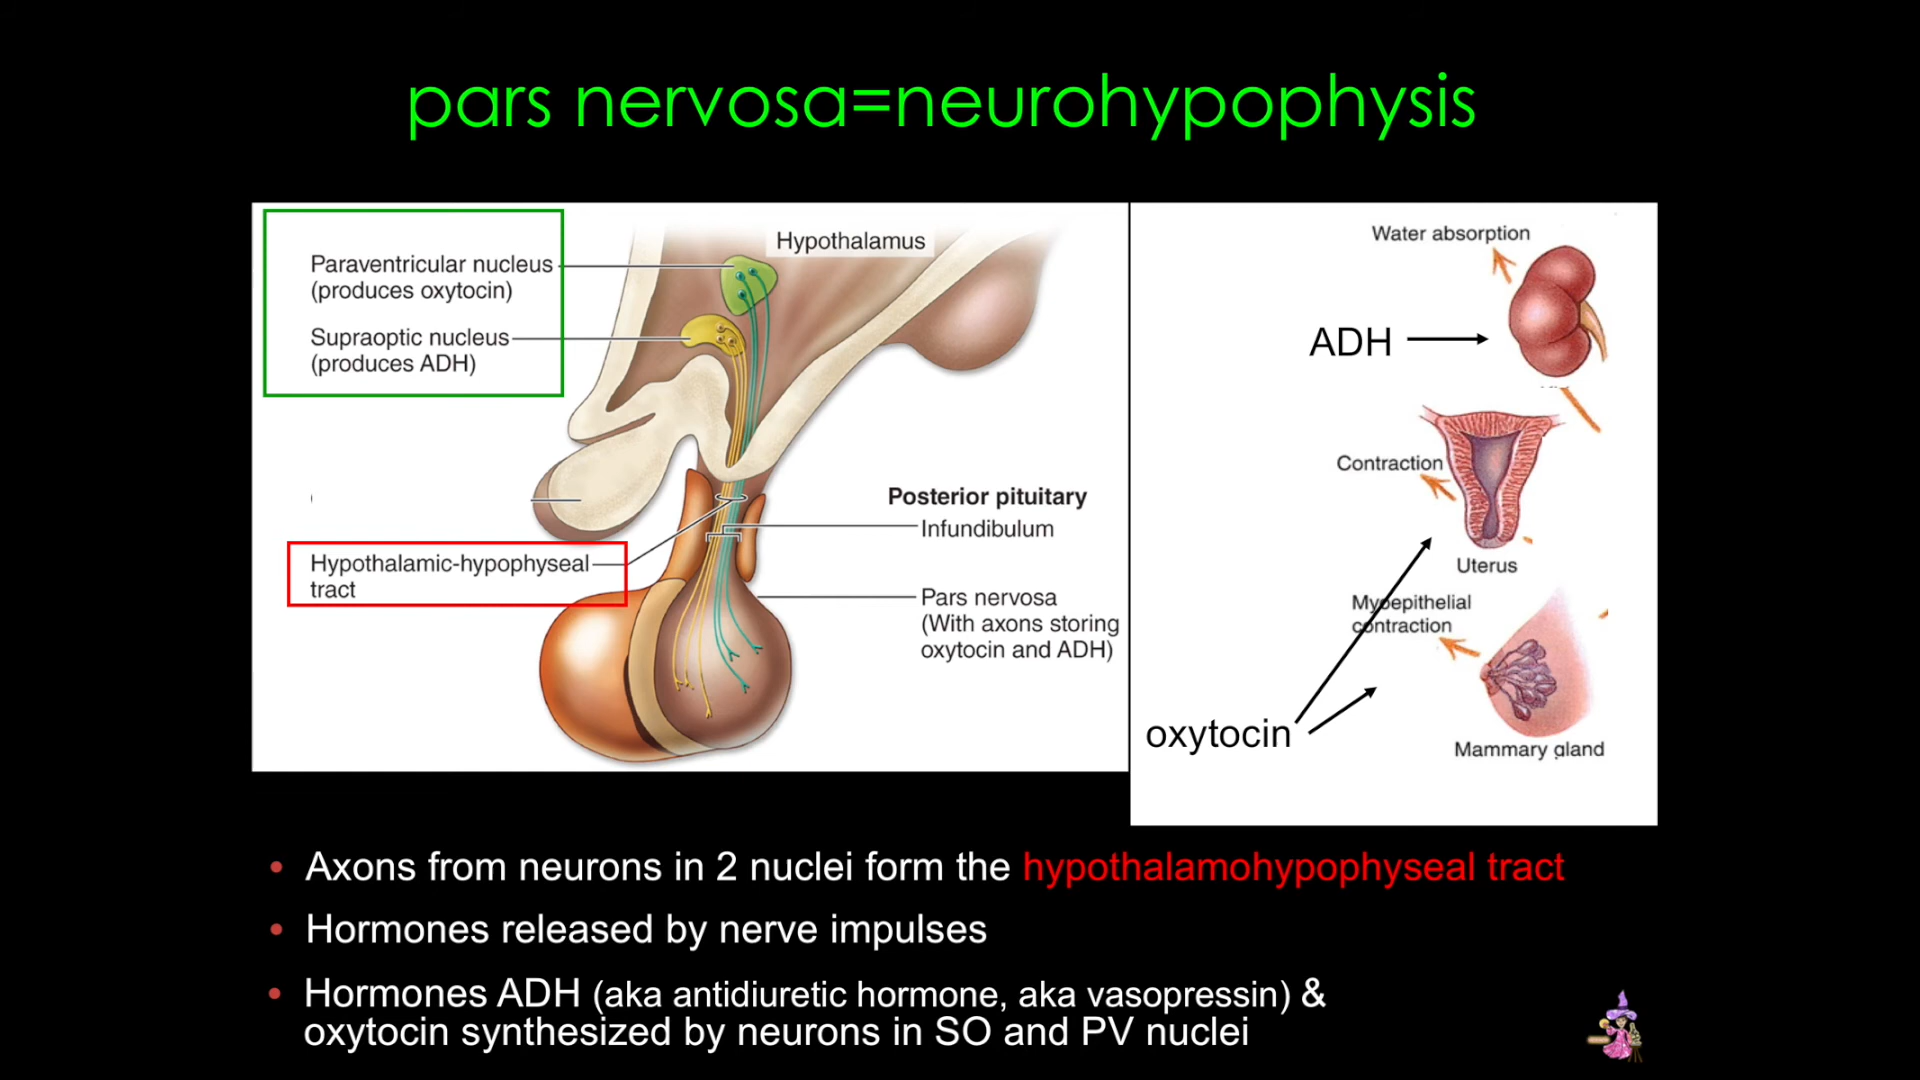 pars nervosa=neurohypophysis
Paraventricular nucleus
(produces oxytocin)
Supraoptic nucleus
(produces ADH)
Hypothalamus
Hypothalamic-hypophyseal
tract
Posterior pituitary
Infundibulum
Pars nervosa
(With axons storing
oxytocin and ADH)
Water absorption
ADH
Contraction
Uterus
Myoepithelial
contraction
oxytocin
Mammary gland
• Axons from neurons in 2 nuclei form the hypothalamohypophyseal tract
• Hormones released by nerve impulses
• Hormones ADH (aka antidiuretic hormone, aka vasopressin) &
oxytocin synthesized by neurons in SO and PV nuclei